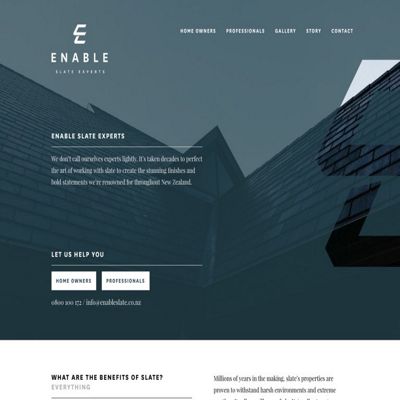 ENABLE
SLATE EXPERTS
HOME OWNERS PROFESSIONALS GALLERY STORY CONTACT
ENABLE SLATE EXPERTS
We don't call ourselves experts lightly. It's taken decades to perfect
the art of working with slate to create the stunning finishes and
bold statements we're renowned for throughout New Zealand.
LET US HELP YOU
HOME OWNERS PROFESSIONALS
0800 100 172 / info@enableslate.co.nz
WHAT ARE THE BENEFITS OF SLATE?
EVERYTHING
Millions of years in the making, slate's properties are
proven to withstand harsh environments and extreme